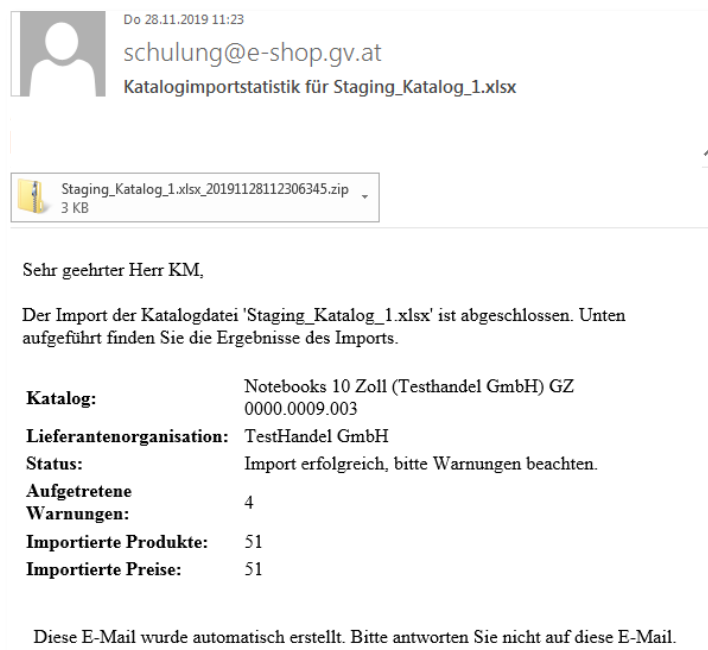 Do 28.11.2019 11:23
schulung@e-shop.gv.at
Katalogimportstatistik für Staging_Katalog_1.xlsx
Staging_Katalog_1.xlsx_20191128112306345.zip
3 KB
Sehr geehrter Herr KM,
Der Import der Katalogdatei 'Staging_Katalog_1.xlsx' ist abgeschlossen. Unten
aufgeführt finden Sie die Ergebnisse des Imports.
Katalog: Notebooks 10 Zoll (Testhandel GmbH) GZ
0000.0009.003
Lieferantenorganisation: TestHandel GmbH
Status: Import erfolgreich, bitte Warnungen beachten.
Aufgetretene
Warnungen: 4
Importierte Produkte: 51
Importierte Preise: 51
Diese E-Mail wurde automatisch erstellt. Bitte antworten Sie nicht auf diese E-Mail.